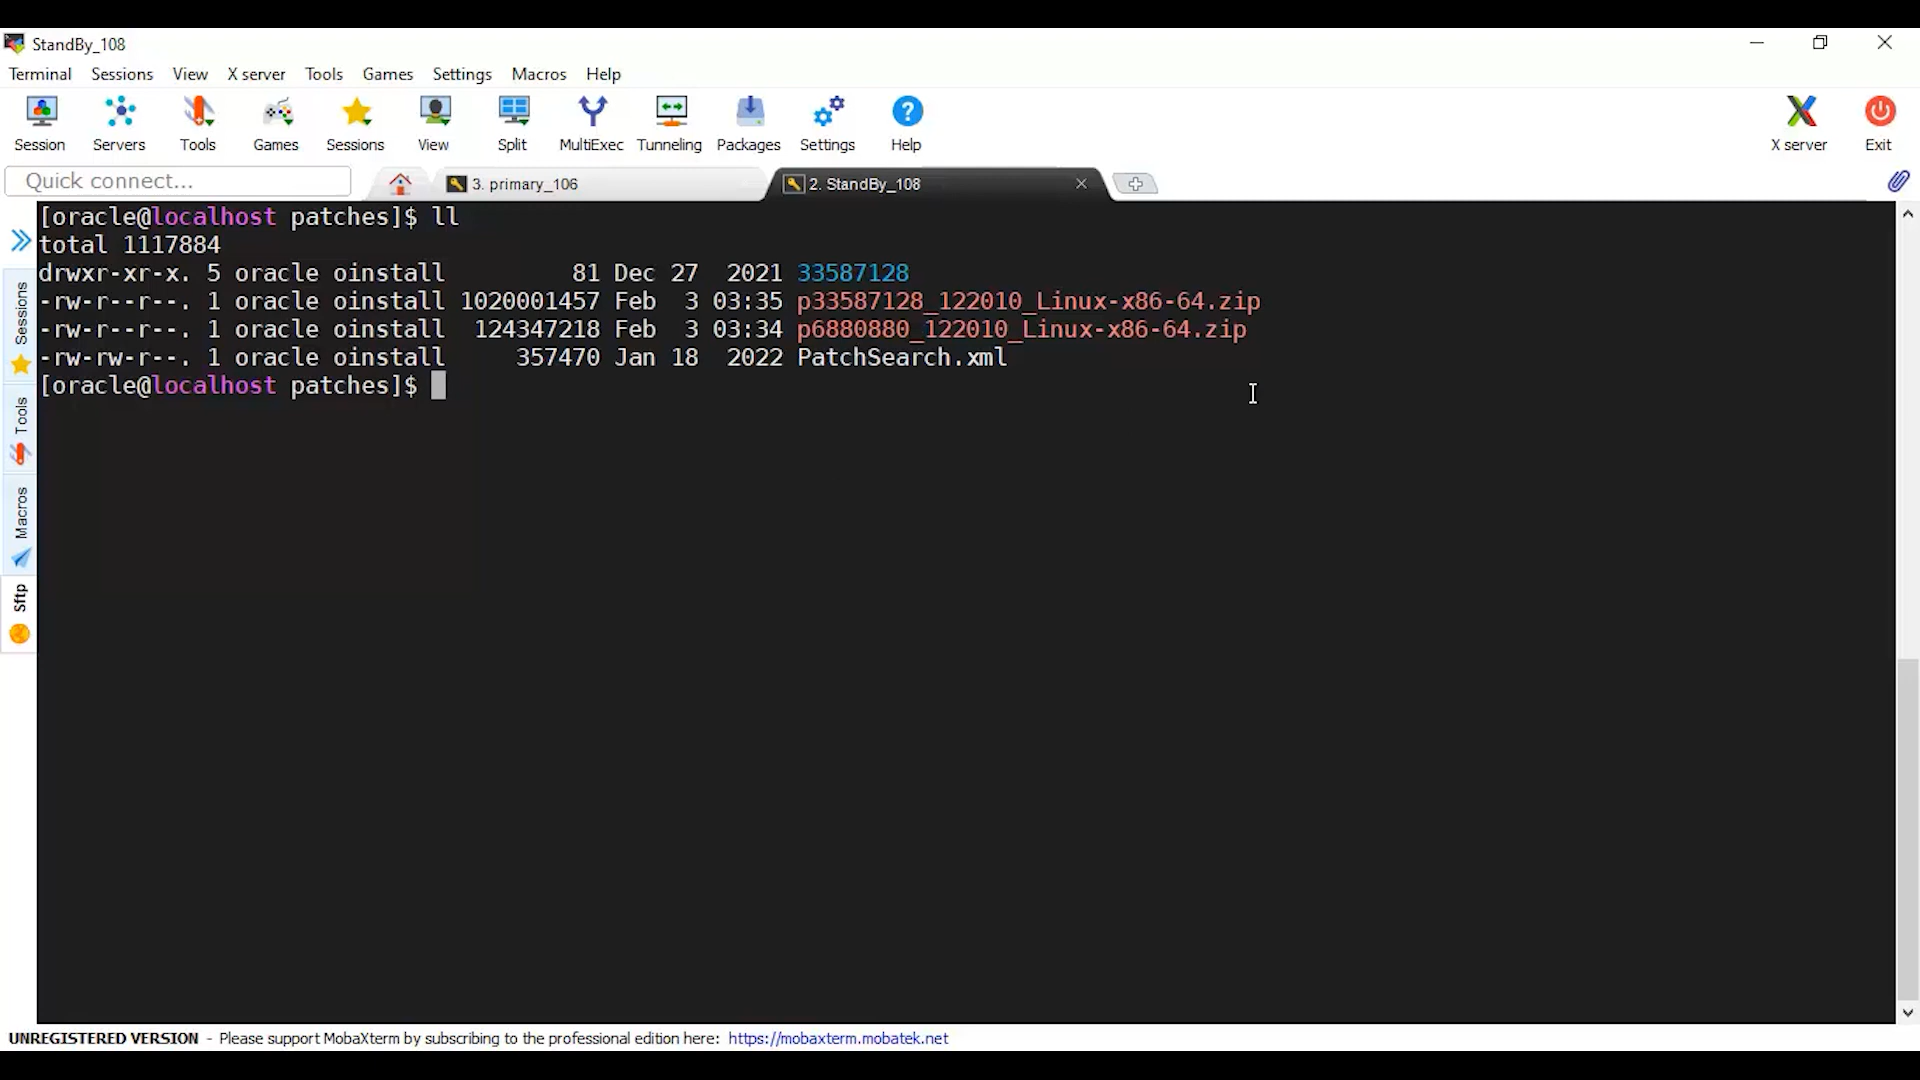 StandBy_108
Terminal Sessions View X server Tools Games Settings Macros Help
Session Servers Tools Games Sessions View Split MultiExec Tunneling Packages Settings Help X server Exit
Quick connect... 3. primary_106 2. StandBy_108
[oracle@localhost patches]$ ll
total 1117884
drwxr-xr-x. 5 oracle oinstall         81 Dec 27  2021 33587128
-rw-r--r--. 1 oracle oinstall 1020001457 Feb  3 03:35 p33587128_122010_Linux-x86-64.zip
-rw-r--r--. 1 oracle oinstall  124347218 Feb  3 03:34 p6880880_122010_Linux-x86-64.zip
-rw-rw-r--. 1 oracle oinstall     357470 Jan 18  2022 PatchSearch.xml
[oracle@localhost patches]$
Sessions
Tools
Macros
Sftp
UNREGISTERED VERSION - Please support MobaXterm by subscribing to the professional edition here: https://mobaxterm.mobatek.net